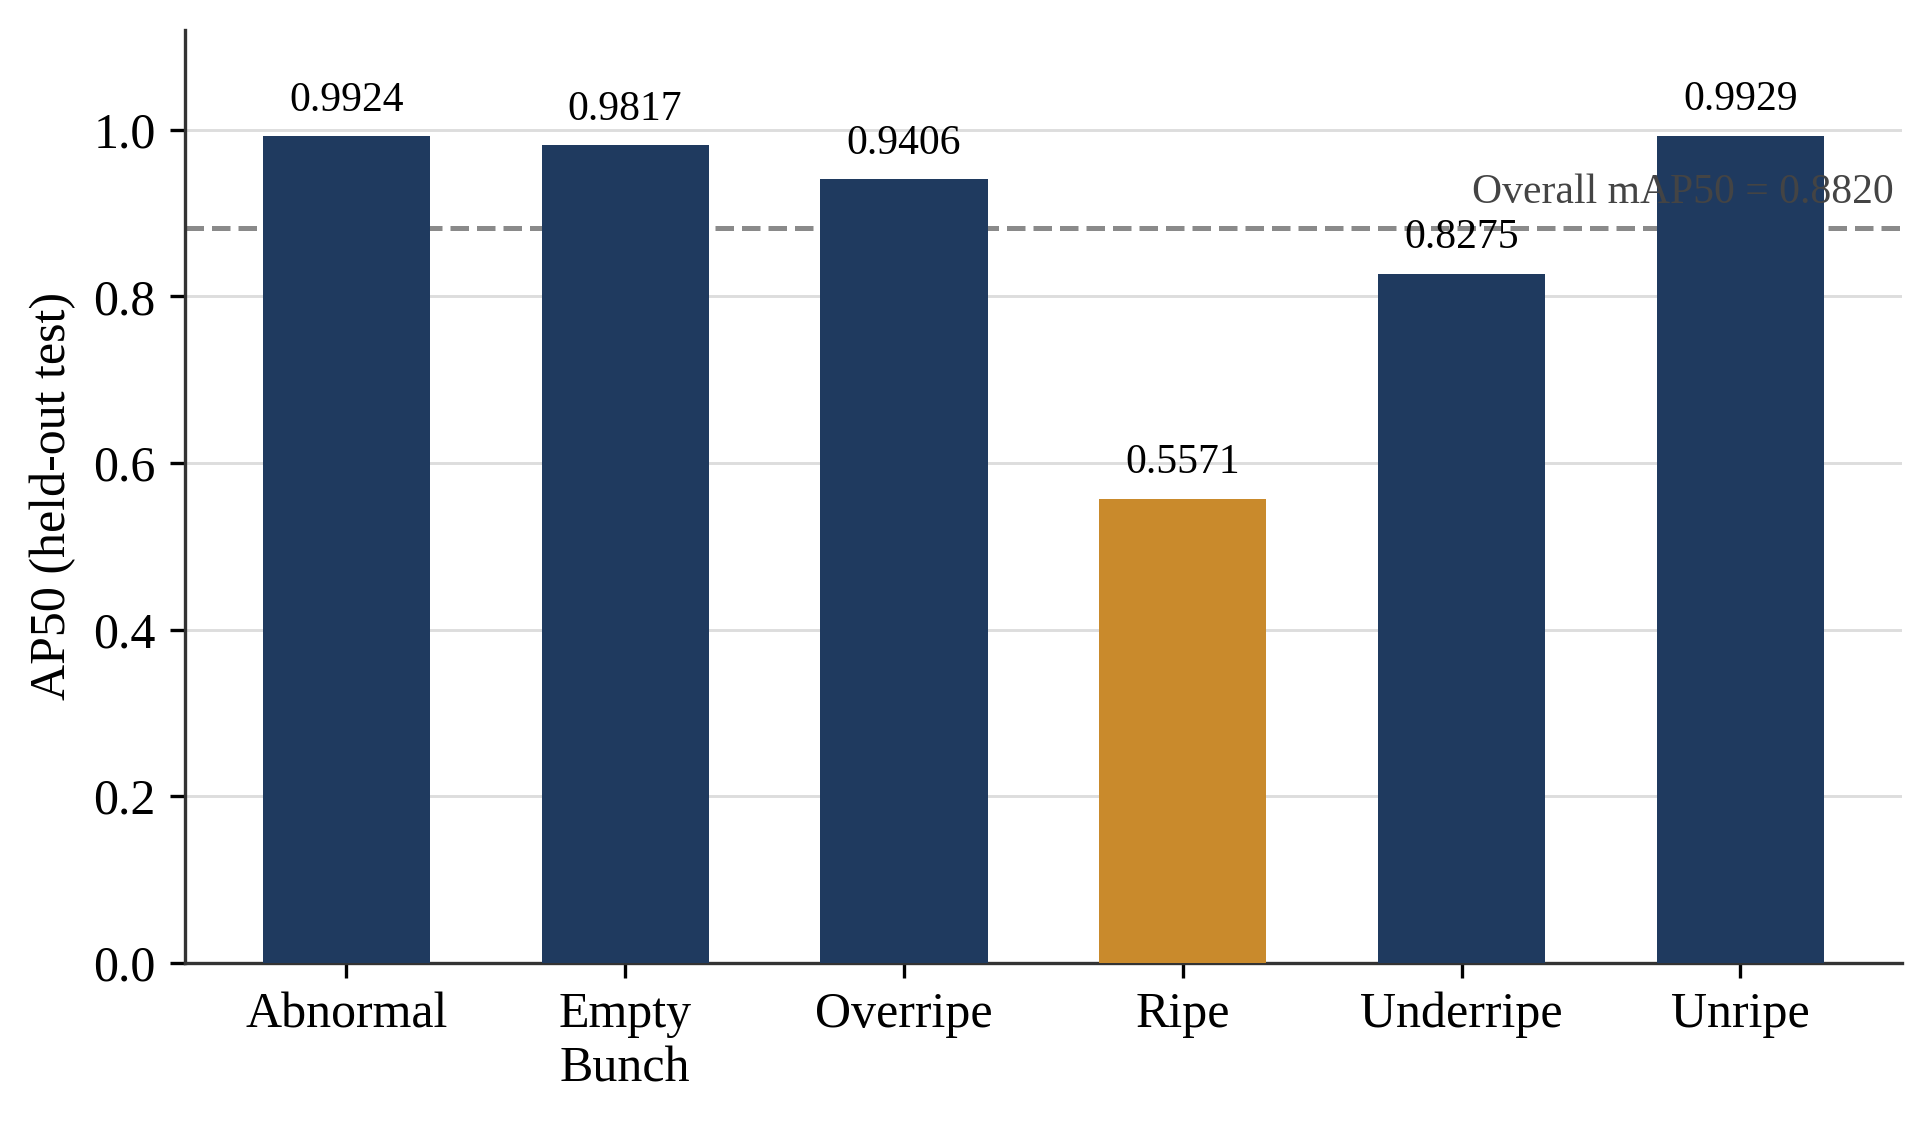 0.9924
0.9817
0.9406
0.5571
0.8275
0.9929
Overall mAP50 = 0.8820
1.0
0.8
0.6
0.4
0.2
0.0
AP50 (held-out test)
Abnormal
Empty
Bunch
Overripe
Ripe
Underripe
Unripe